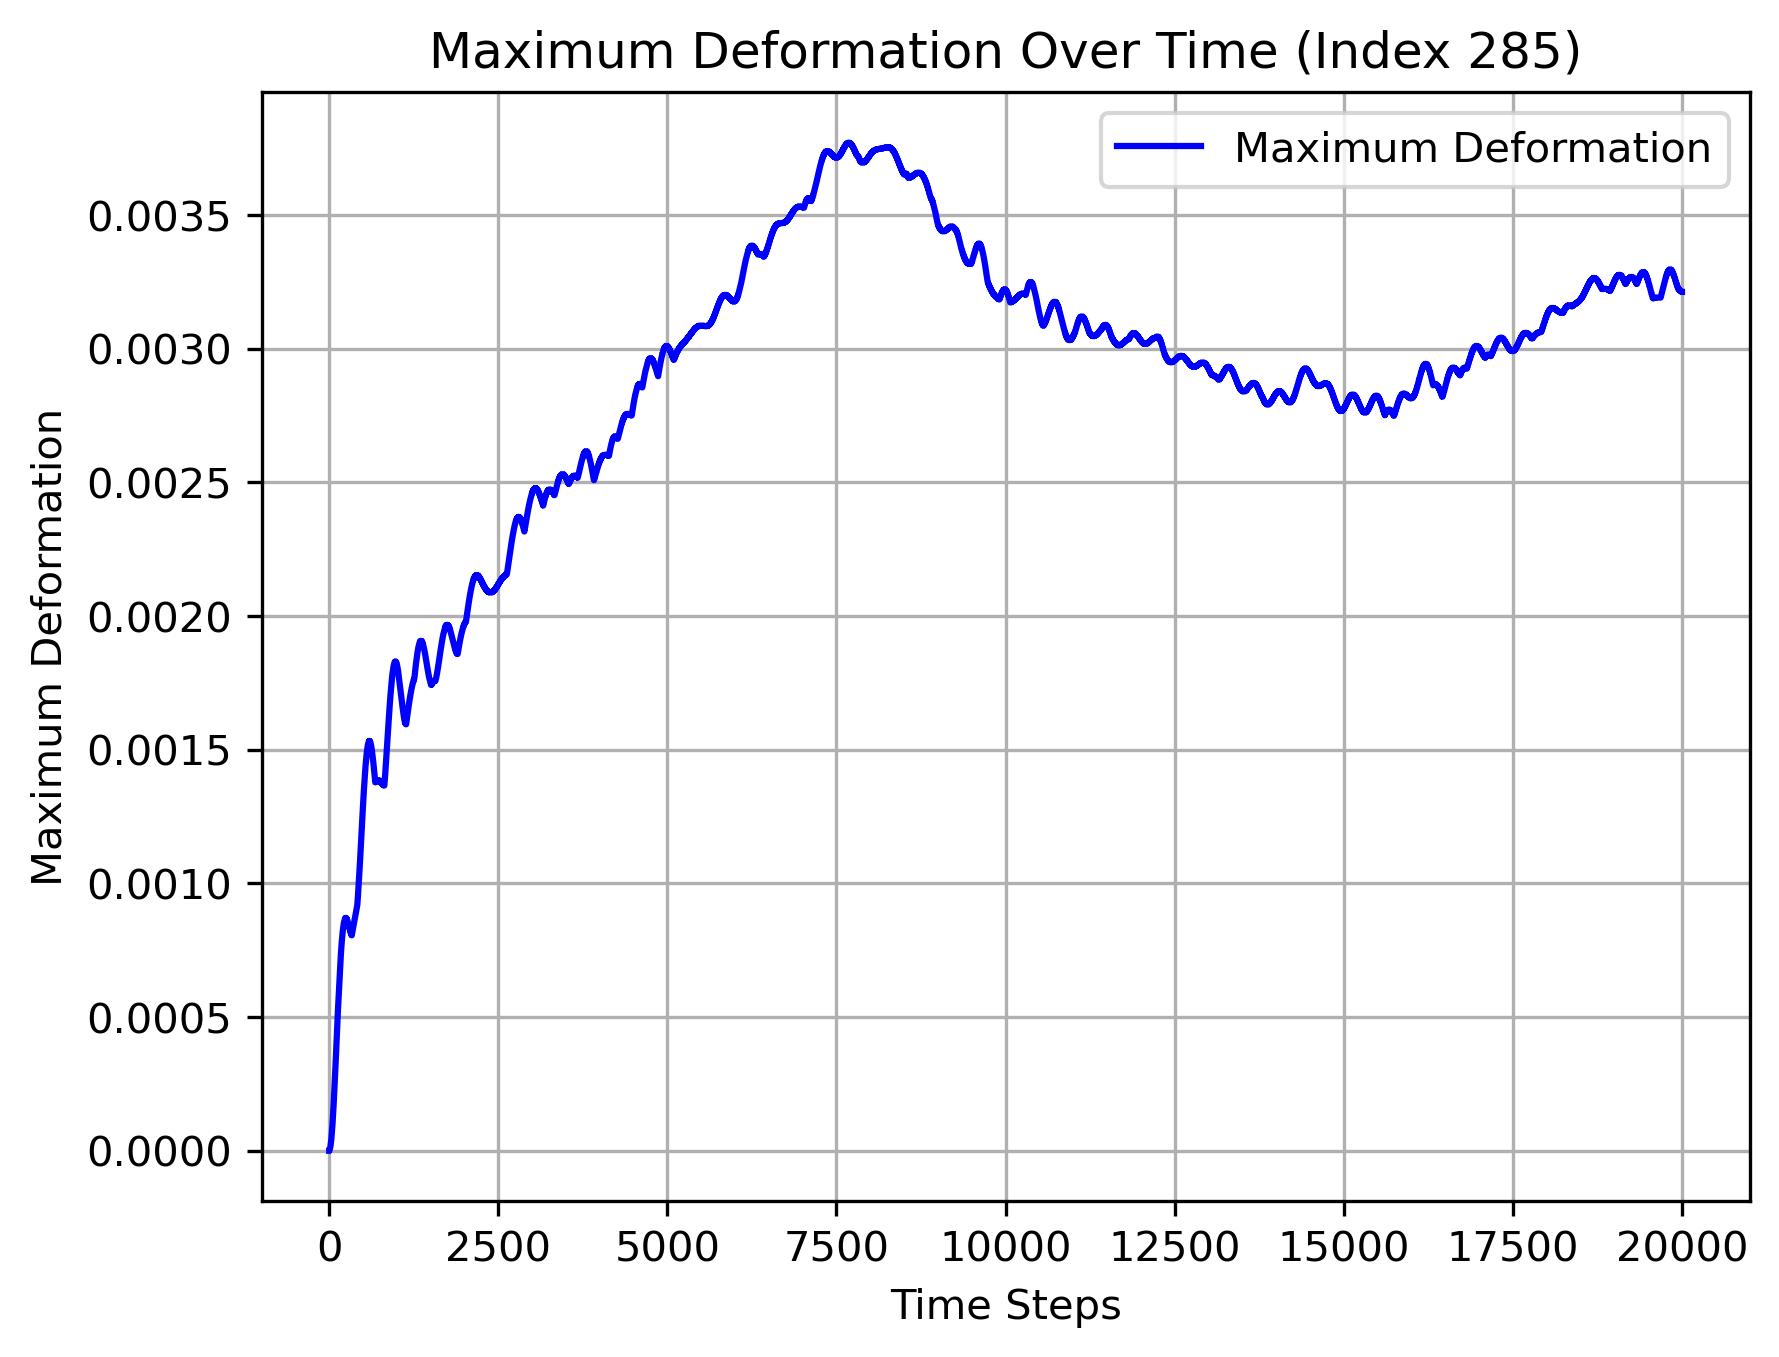 Maximum Deformation Over Time (Index 285)
Maximum Deformation
Maximum Deformation
0.0035
0.0030
0.0025
0.0020
0.0015
0.0010
0.0005
0.0000
0 2500 5000 7500 10000 12500 15000 17500 20000
Time Steps